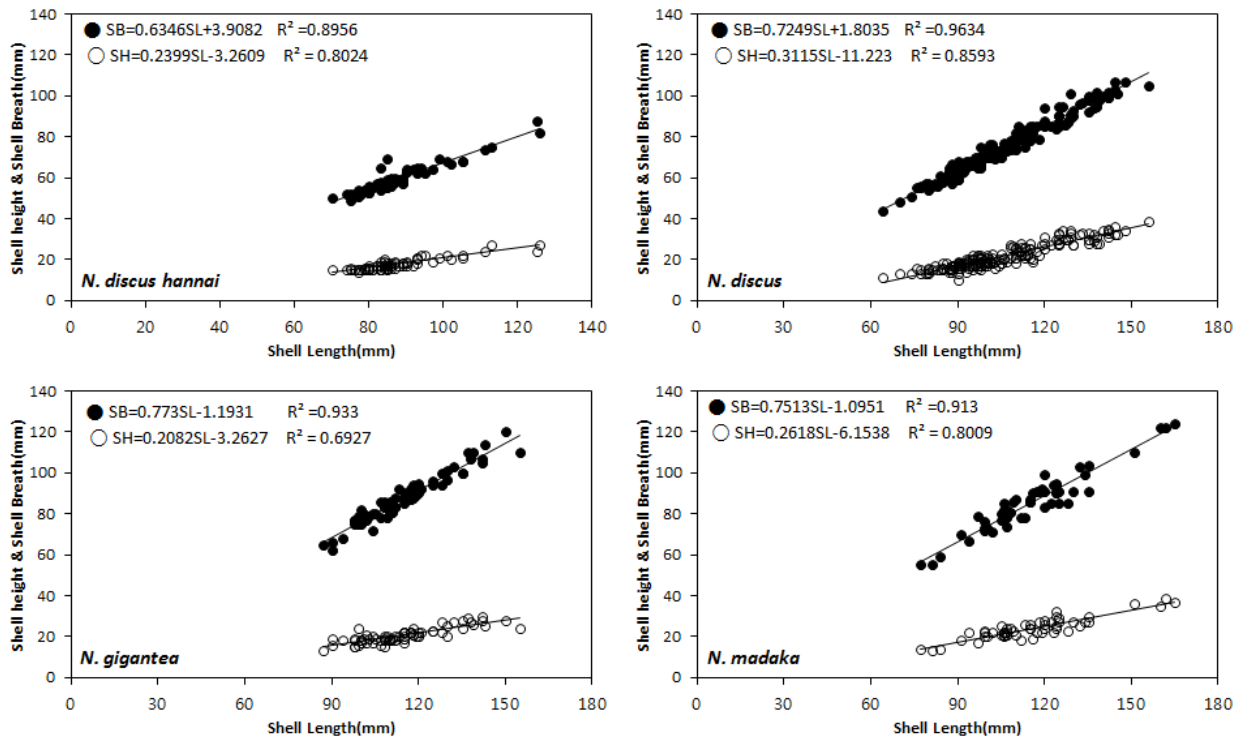 SB=0.6346SL+3.9082 R² =0.8956
SH=0.2399SL-3.2609 R² = 0.8024
140
120
100
80
60
40
20
0
Shell height & Shell Breath(mm)
N. discus hannai
0 20 40 60 80 100 120 140
Shell Length(mm)
SB=0.7249SL+1.8035 R² =0.9634
SH=0.3115SL-11.223 R² = 0.8593
140
120
100
80
60
40
20
0
Shell height & Shell Breath(mm)
N. discus
0 30 60 90 120 150 180
Shell Length(mm)
SB=0.773SL-1.1931 R² =0.933
SH=0.2082SL-3.2627 R² = 0.6927
140
120
100
80
60
40
20
0
Shell height & Shell Breath(mm)
N. gigantea
0 30 60 90 120 150 180
Shell Length(mm)
SB=0.7513SL-1.0951 R² =0.913
SH=0.2618SL-6.1538 R² = 0.8009
140
120
100
80
60
40
20
0
Shell height & Shell Breath(mm)
N. madaka
0 30 60 90 120 150 180
Shell Length(mm)